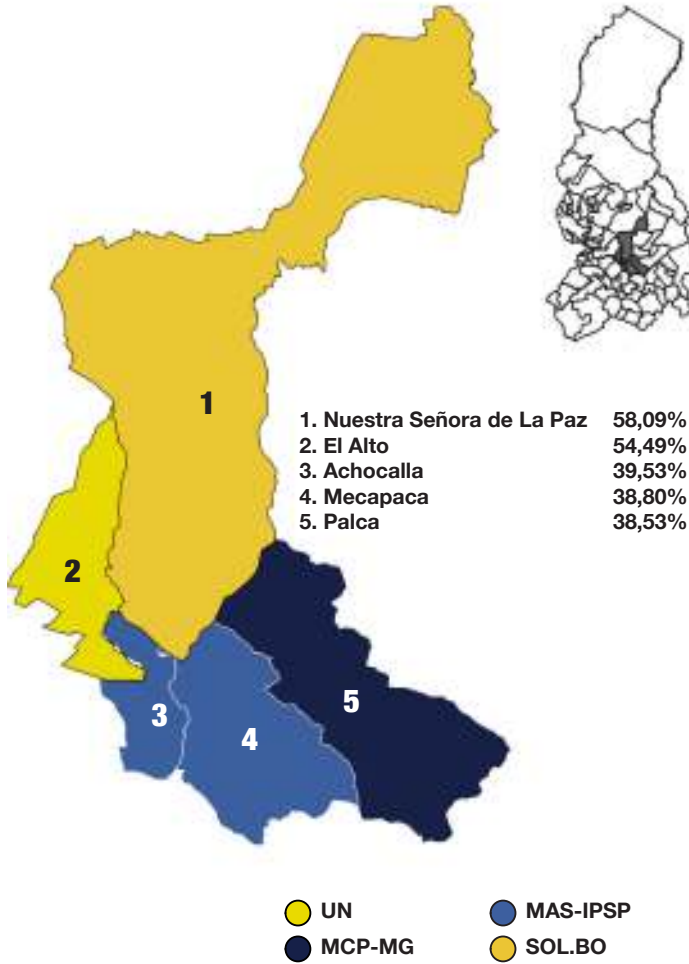 1
1. Nuestra Señora de La Paz 58,09%
2. El Alto 54,49%
3. Achocalla 39,53%
4. Mecapaca 38,80%
5. Palca 38,53%
2
5
3
4
UN MAS-IPSP
MCP-MG SOL.BO